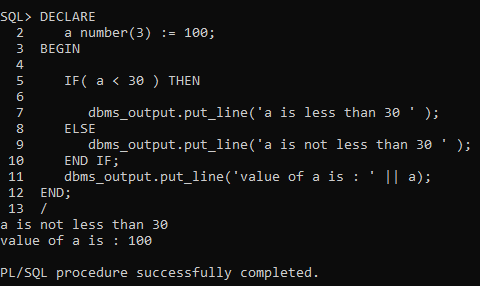 SQL> DECLARE
  2     a number(3) := 100;
  3  BEGIN
  4
  5     IF( a < 30 ) THEN
  6
  7        dbms_output.put_line('a is less than 30 ' );
  8     ELSE
  9        dbms_output.put_line('a is not less than 30 ' );
 10     END IF;
 11     dbms_output.put_line('value of a is : ' || a);
 12  END;
 13  /
a is not less than 30
value of a is : 100

PL/SQL procedure successfully completed.